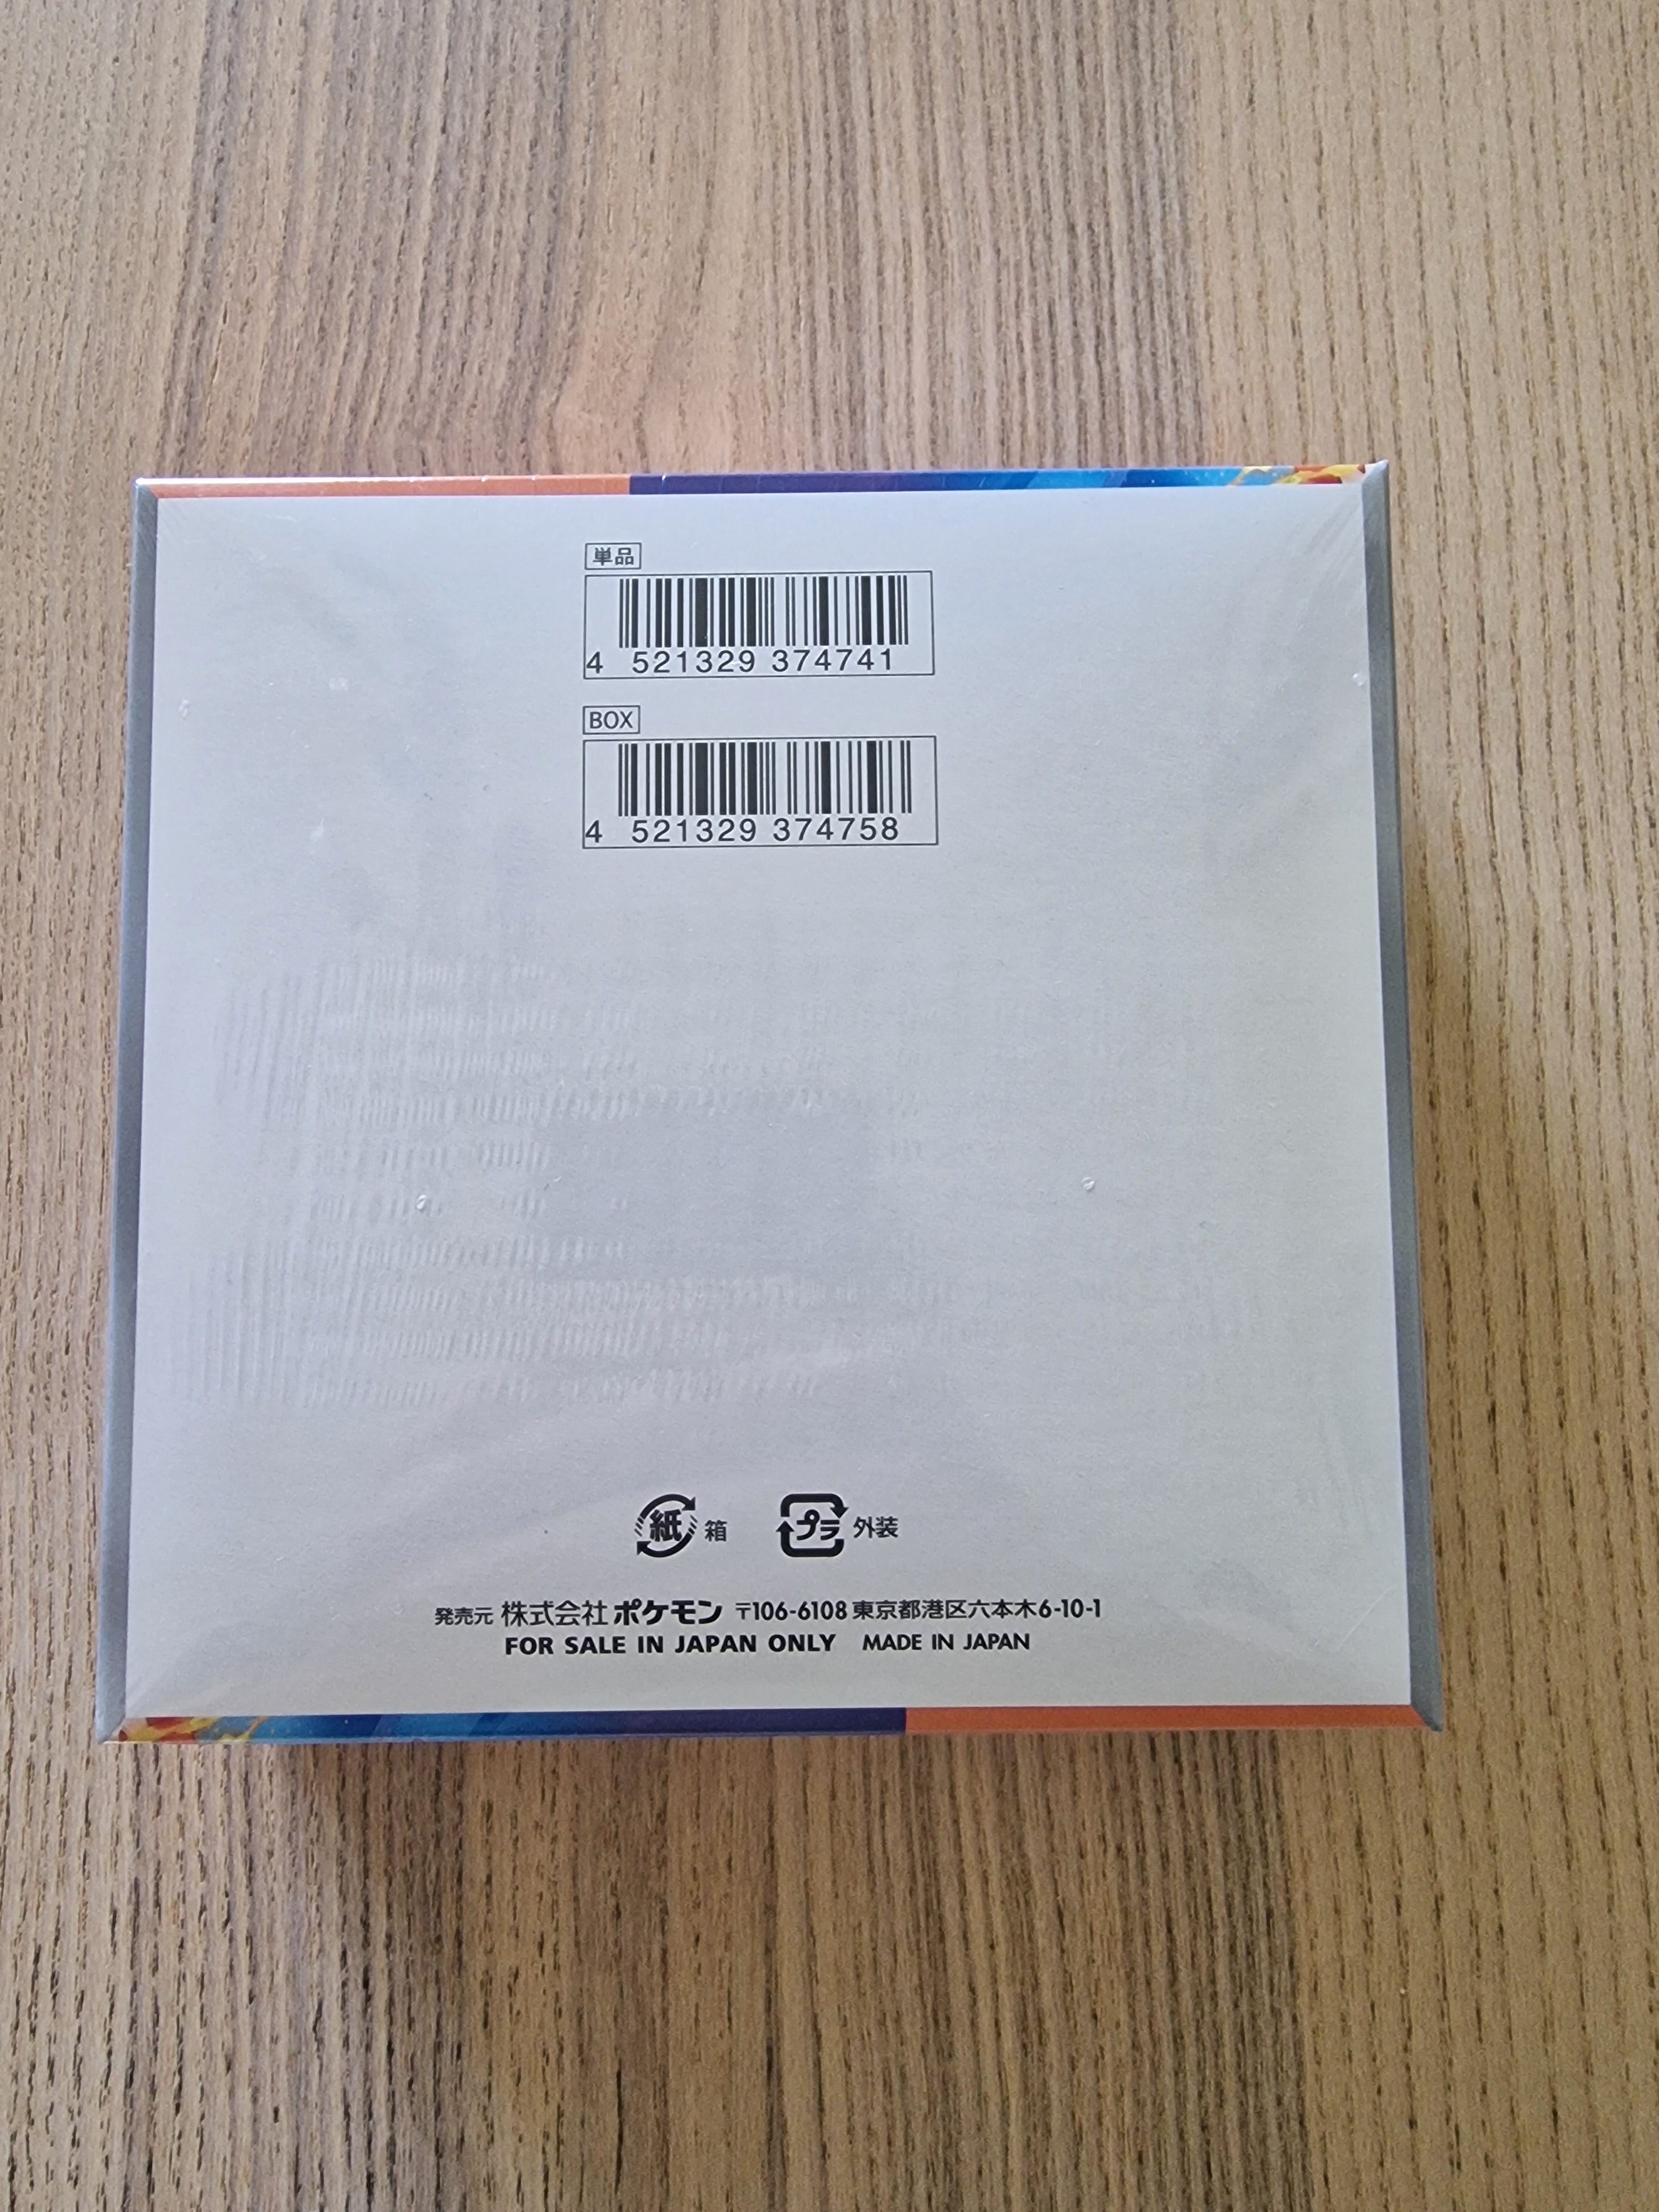 単品
4 521329 374741
BOX
4 521329 374758
紙 箱 プラ 外装
発売元 株式会社ポケモン 〒106-6108 東京都港区六本木6-10-1
FOR SALE IN JAPAN ONLY MADE IN JAPAN